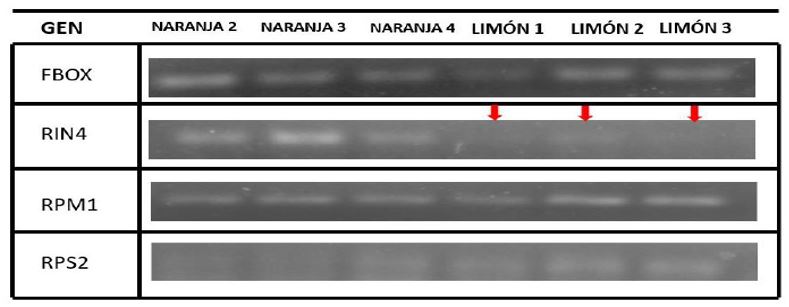 GEN NARANJA 2 NARANJA 3 NARANJA 4 LIMÓN 1 LIMÓN 2 LIMÓN 3
FBOX
RIN4
RPM1
RPS2